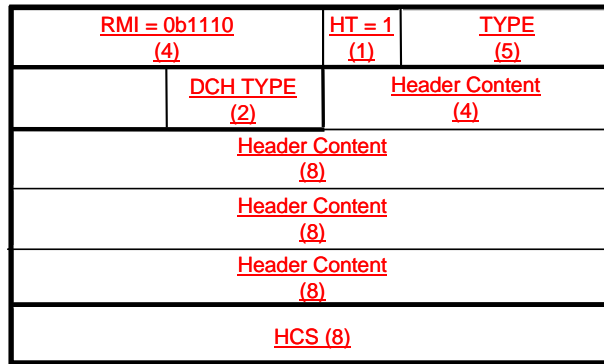 RMI = 0b1110 HT = 1 TYPE
(4) (1) (5)
DCH TYPE Header Content
(2) (4)
Header Content
(8)
Header Content
(8)
Header Content
(8)
HCS (8)